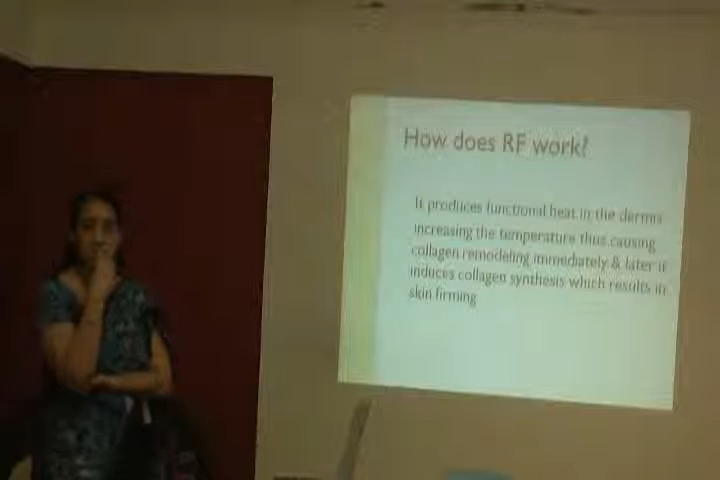 How does RF work?
It produces functional heat in the dermis
increasing the temperature thus causing
collagen remodeling immediately & later it
induces collagen synthesis which results in
skin firming